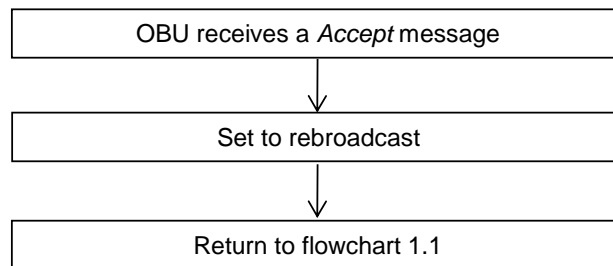 OBU receives a Accept message
Set to rebroadcast
Return to flowchart 1.1